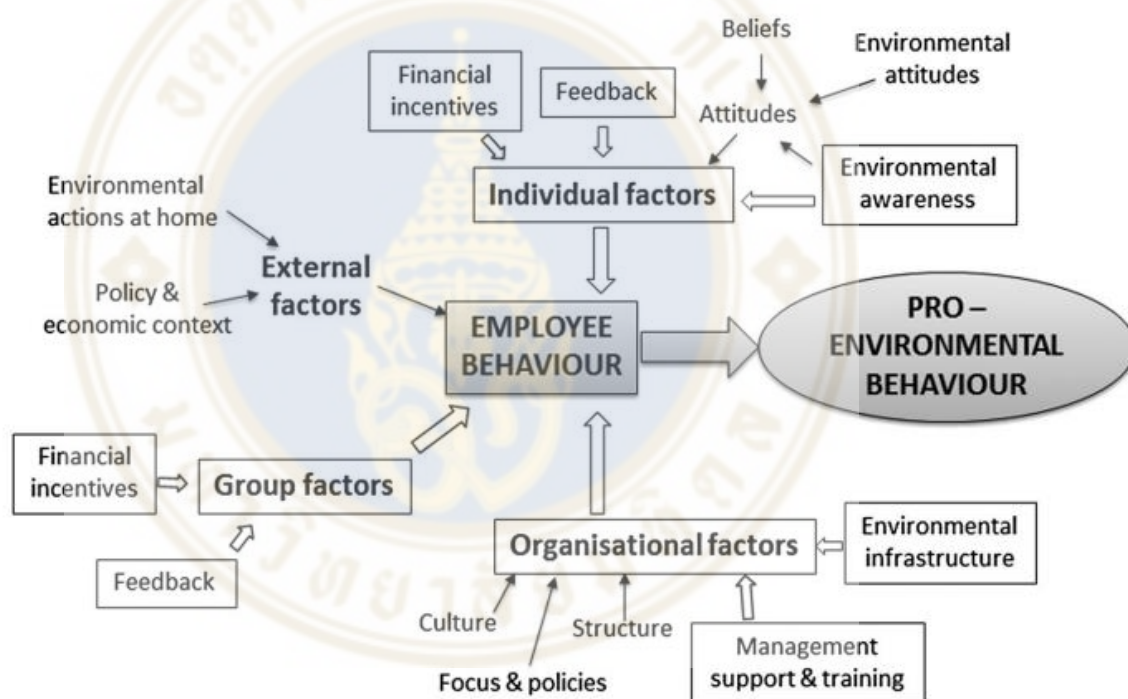 Beliefs
Environmental
attitudes
Financial
incentives
Feedback
Attitudes
Environmental
awareness
Individual factors
Environmental
actions at home
External
factors
Policy &
economic context
EMPLOYEE
BEHAVIOUR
PRO –
ENVIRONMENTAL
BEHAVIOUR
Financial
incentives
Group factors
Feedback
Organisational factors
Environmental
infrastructure
Culture
Structure
Focus & policies
Management
support & training